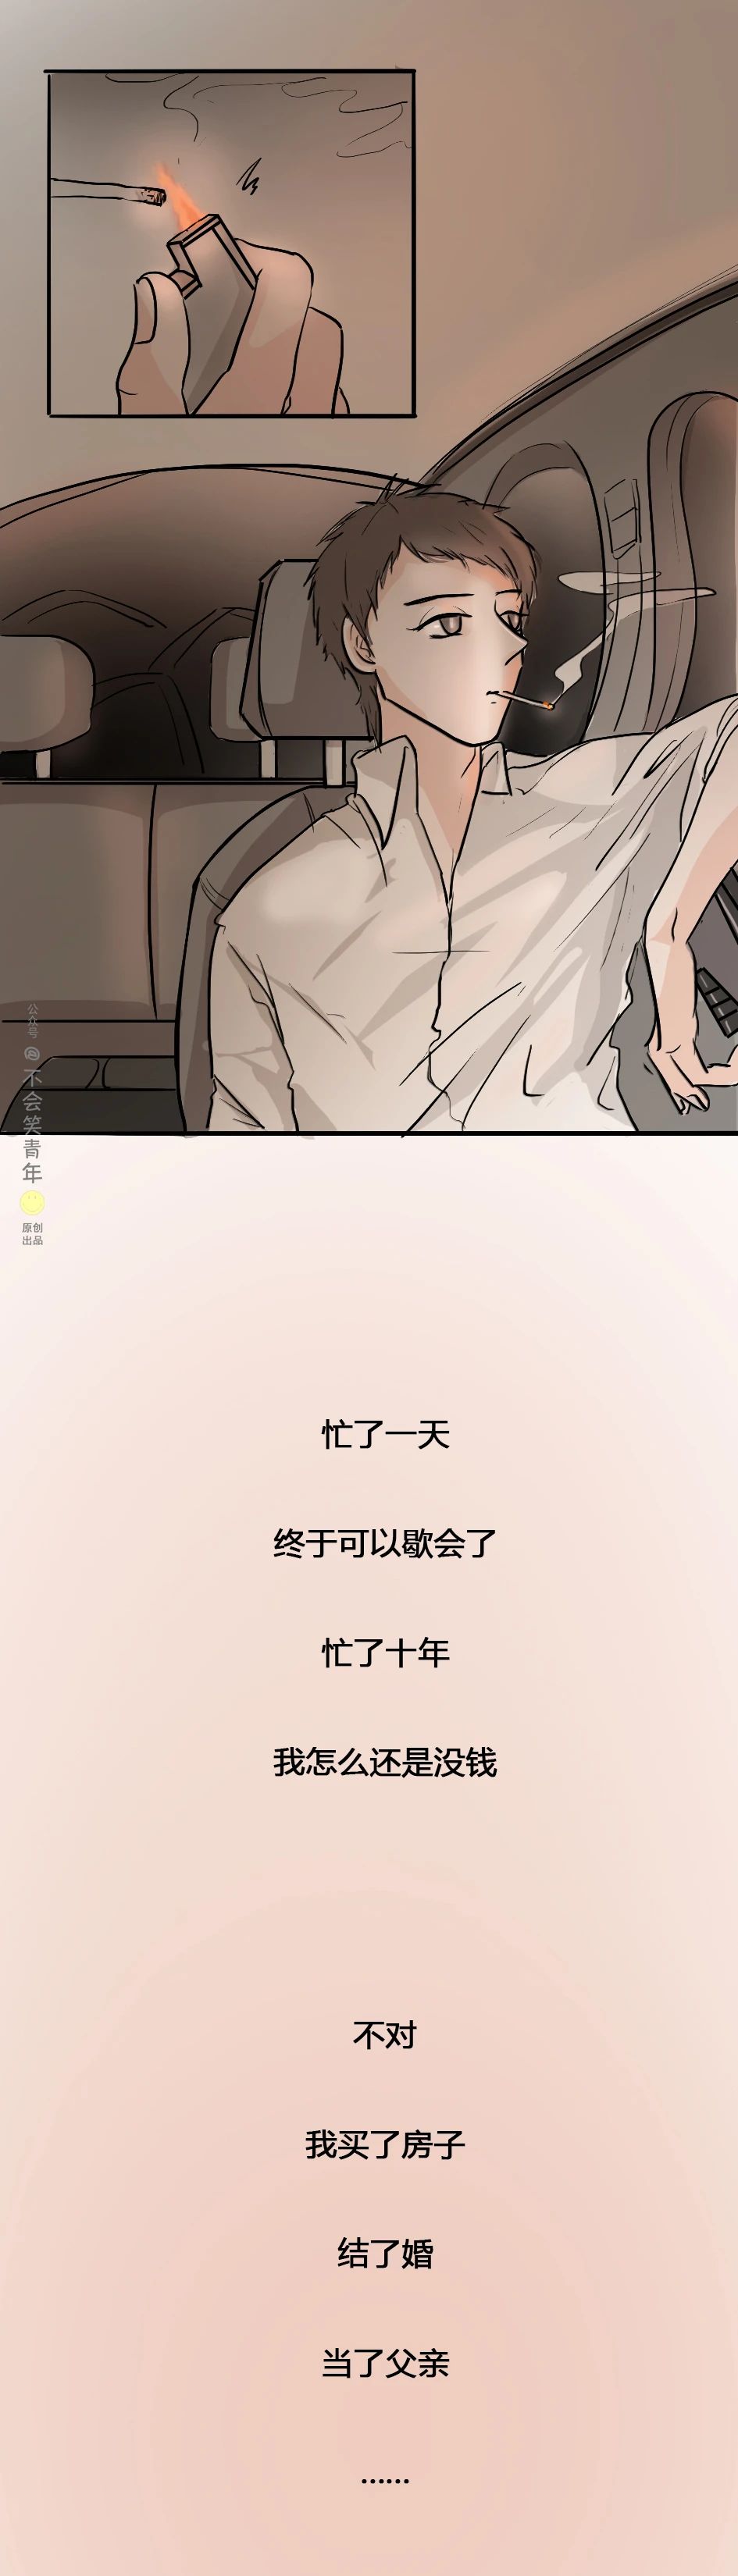 公众号@不会笑青年
原创
出品
忙了一天
终于可以歇会了
忙了十年
我怎么还是没钱
不对
我买了房子
结了婚
当了父亲
……